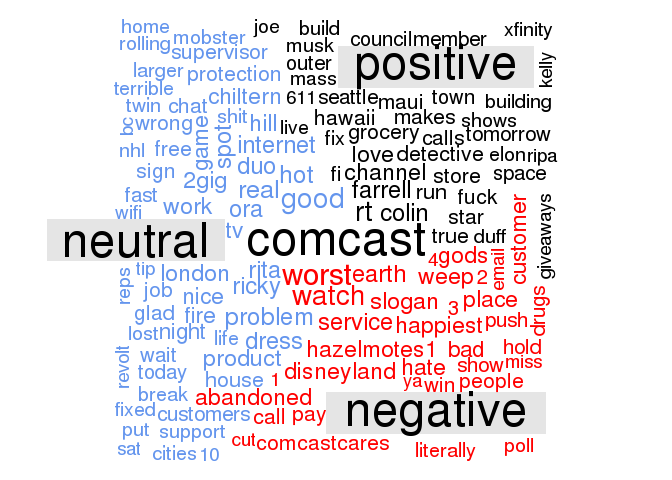 home joe build xfinity
rolling mobster musk councilmember
supervisor outer positive kelly
larger protection mass
terrible chiltern 611 seattle maui town building
twin chat hawaii makes shows
bc wrong shit hill live fix grocery calls tomorrow
nhl free game spot internet love detective elon ripa
sign 2 gig duo hot fi channel store space
fast real good farrell run fuck
wifi work ora rt colin star customer giveaways
neutral tv comcast true duff
reps tip london rita worst earth 4 gods email
job nice ricky watch weep 2 drugs
glad fire problem slogan 3 place
lost night life dress service happiest push
revolt wait product hazelmotes 1 bad hold
today house 1 disneyland hate show miss
break abandoned ya win people
fixed customers call pay negative
put support cut comcastcares
sat cities 10 literally poll